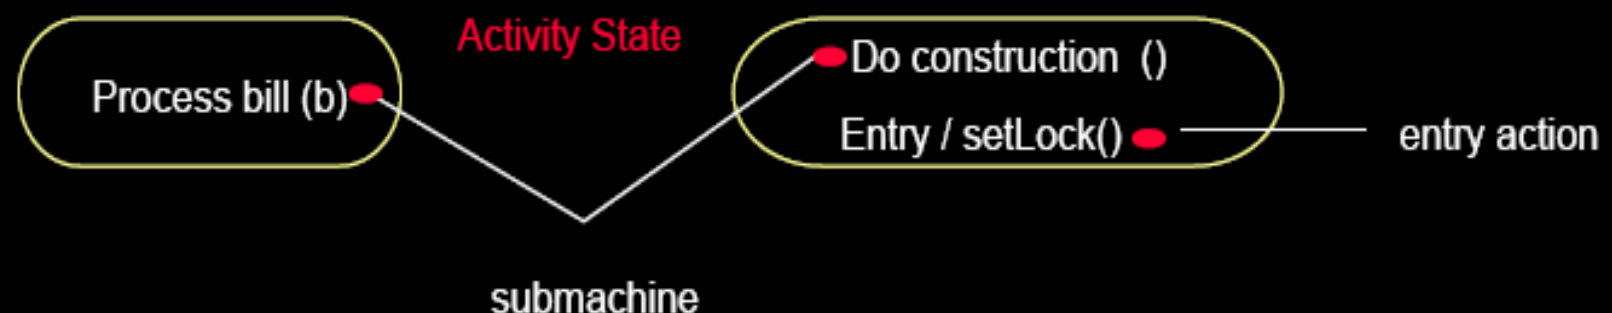 Activity State
Process bill (b)
Do construction ()
Entry / setLock()
entry action
submachine